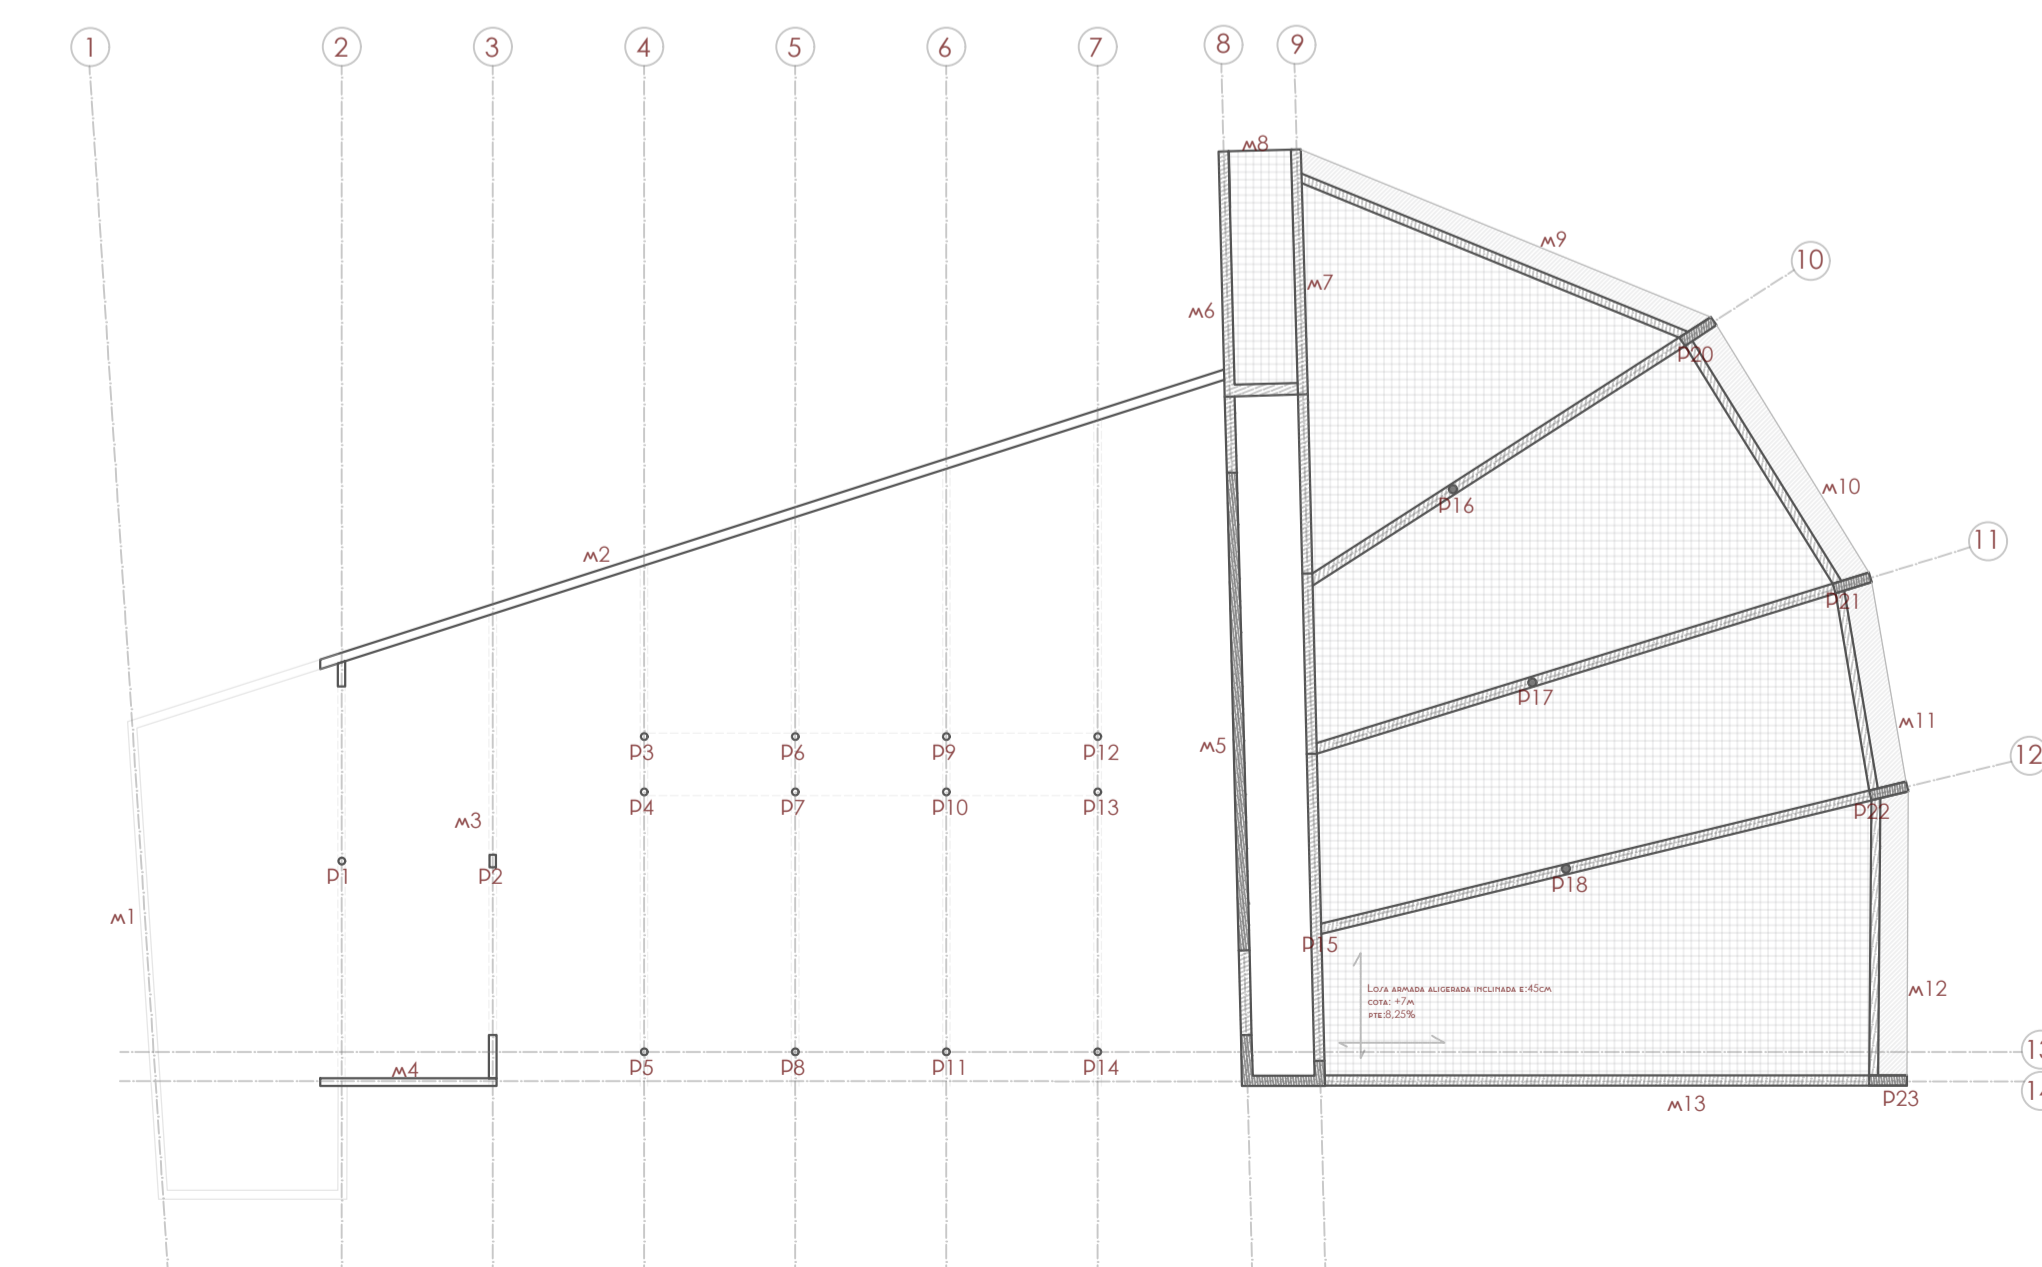 1 2 3 4 5 6 7 8 9
M8
M9
10
M7
M6
P20
M10
P16
11
M2
P21
P17
M11
P3 P6 P9 P12
M5
12
P4 P7 P10 P13
P22
M3
P1 P2
P18
M1
P15
LOSA ARMADA ALIGERADA INCLINADA E:45CM
COTA: +7M
PTE:8,25%
M12
13
M4
P5 P8 P11 P14
P23
M13